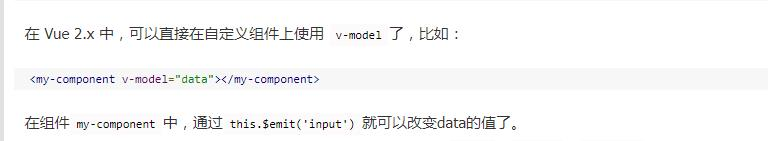 在 Vue 2.x 中，可以直接在自定义组件上使用 v-model 了，比如：
<my-component v-model="data"></my-component>
在组件 my-component 中，通过 this.$emit('input') 就可以改变data的值了。